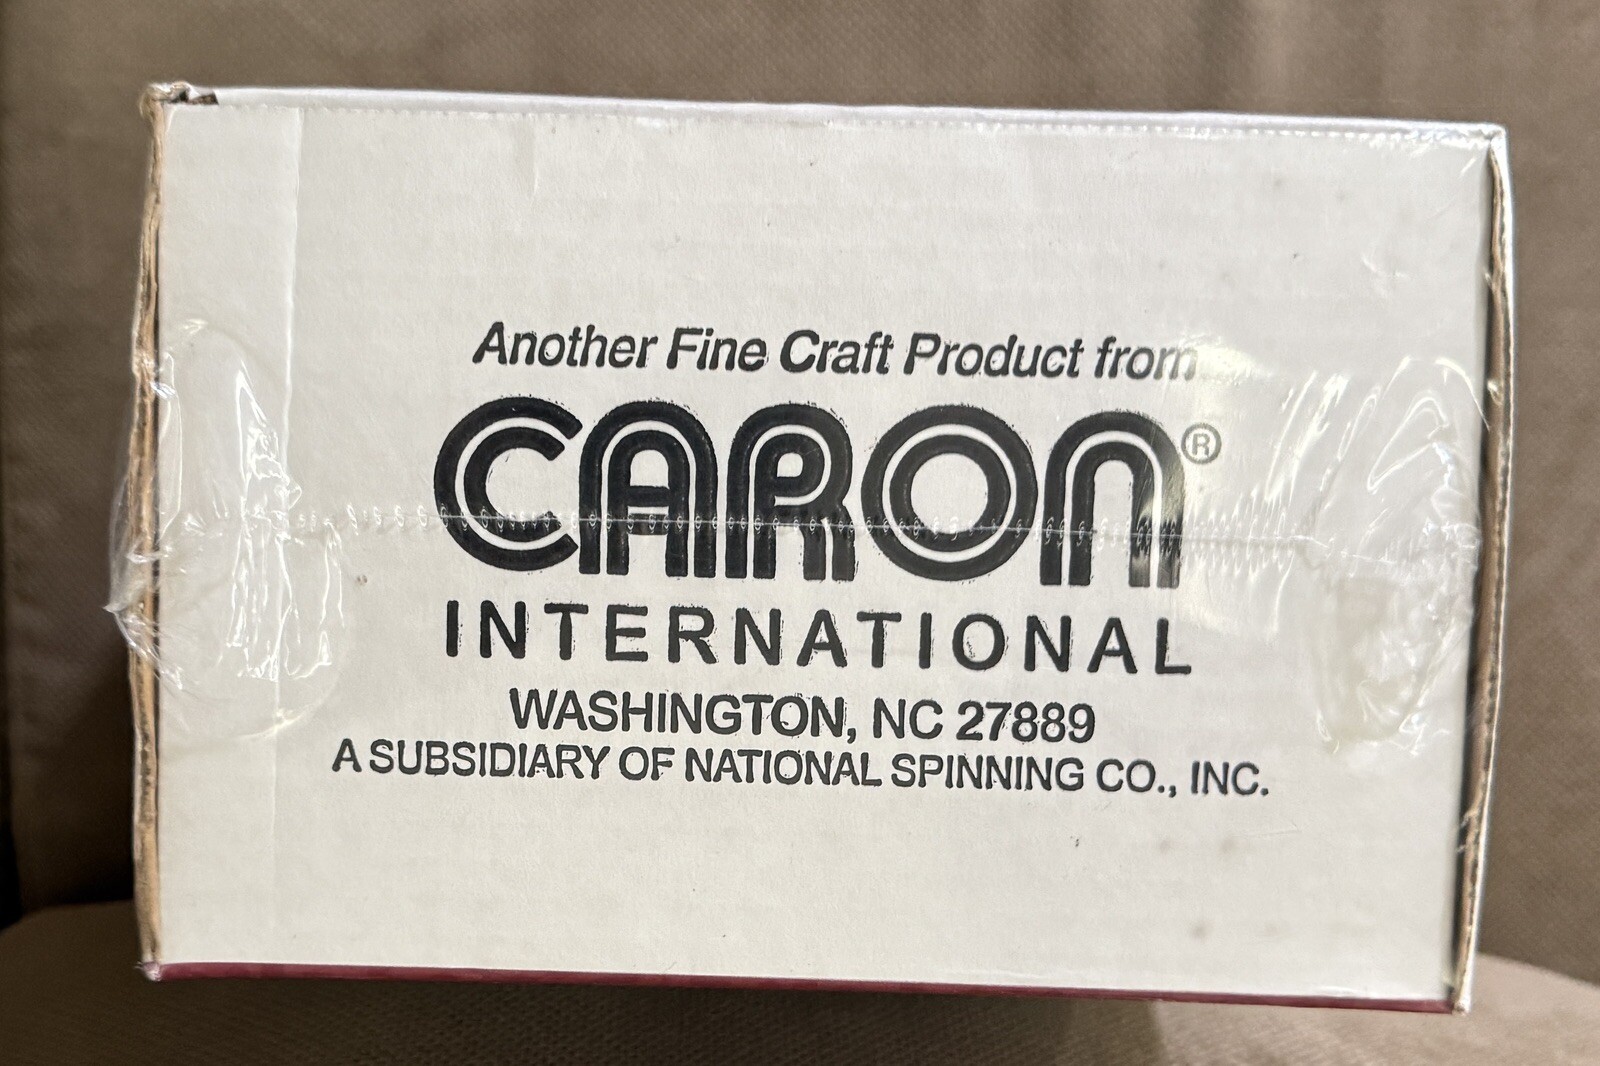 Another Fine Craft Product from
CARON®
INTERNATIONAL
WASHINGTON, NC 27889
A SUBSIDIARY OF NATIONAL SPINNING CO., INC.